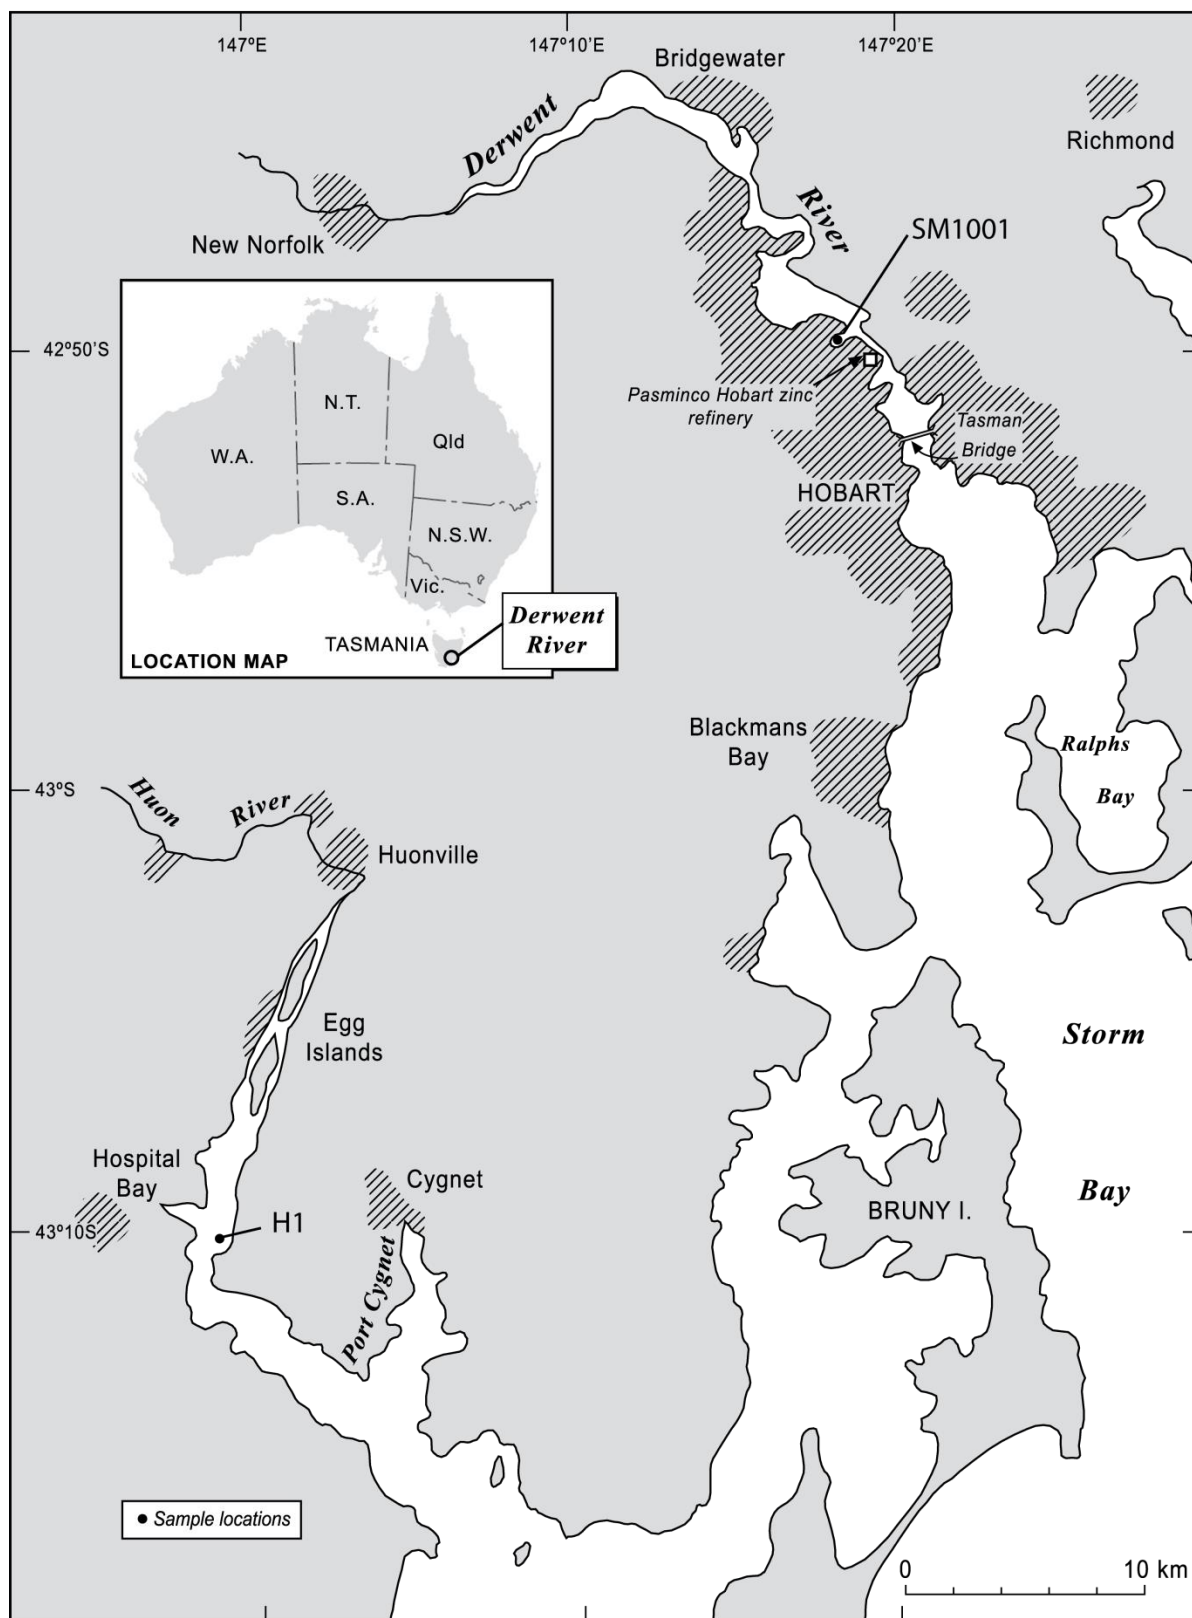 147°E
147°10'E
147°20'E
Bridgewater
Richmond
Derwent
River
New Norfolk
SM1001
42°50'S
Pasminco Hobart zinc
refinery
Tasman
Bridge
HOBART
W.A.
N.T.
Qld
S.A.
N.S.W.
Vic.
TASMANIA
Derwent
River
LOCATION MAP
Blackmans
Bay
Ralphs
Bay
43°S
Huon
River
Huonville
Egg
Islands
Storm
Bay
Hospital
Bay
Cygnet
BRUNY I.
43°10S
H1
Port Cygnet
Sample locations
0
10 km